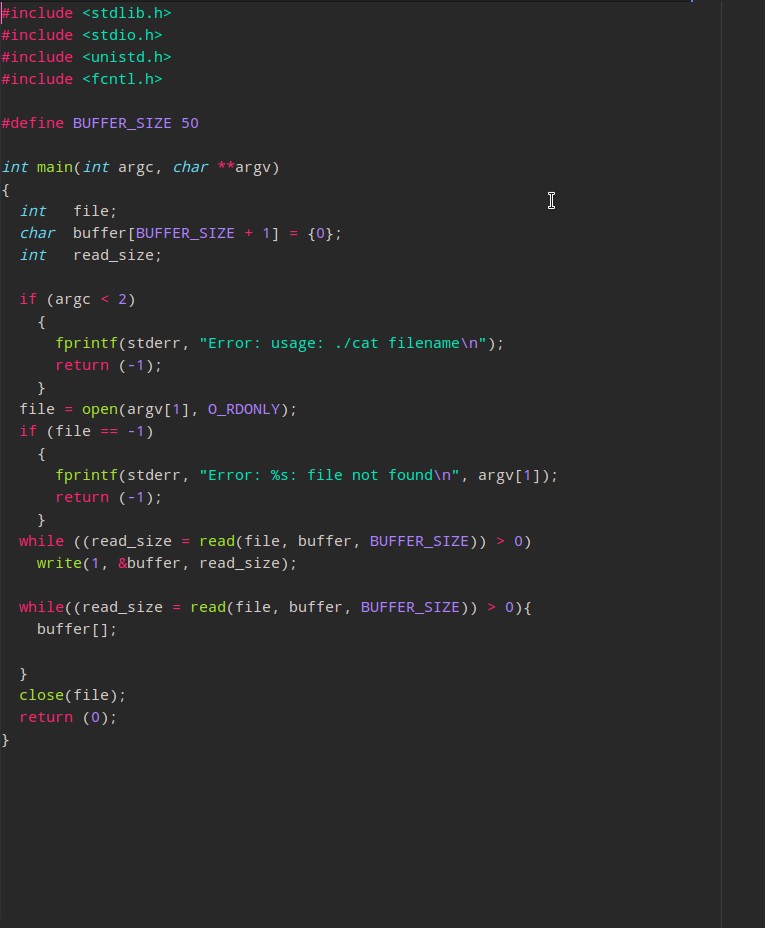 #include <stdlib.h>
#include <stdio.h>
#include <unistd.h>
#include <fcntl.h>
#define BUFFER_SIZE 50
int main(int argc, char **argv)
{
  int   file;
  char  buffer[BUFFER_SIZE + 1] = {0};
  int   read_size;
  if (argc < 2)
    {
      fprintf(stderr, "Error: usage: ./cat filename\n");
      return (-1);
    }
  file = open(argv[1], O_RDONLY);
  if (file == -1)
    {
      fprintf(stderr, "Error: %s: file not found\n", argv[1]);
      return (-1);
    }
  while ((read_size = read(file, buffer, BUFFER_SIZE)) > 0)
    write(1, &buffer, read_size);
  while((read_size = read(file, buffer, BUFFER_SIZE)) > 0){
    buffer[];
  }
  close(file);
  return (0);
}